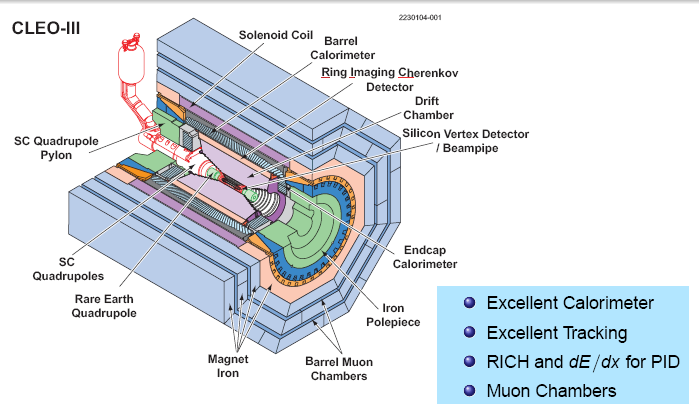 CLEO-III
2230104-001
Solenoid Coil
Barrel
Calorimeter
Ring Imaging Cherenkov
Detector
Drift
Chamber
Silicon Vertex Detector
/ Beampipe
SC Quadrupole
Pylon
SC
Quadrupoles
Rare Earth
Quadrupole
Magnet
Iron
Barrel Muon
Chambers
Iron
Polepiece
Endcap
Calorimeter
Excellent Calorimeter
Excellent Tracking
RICH and dE/dx for PID
Muon Chambers